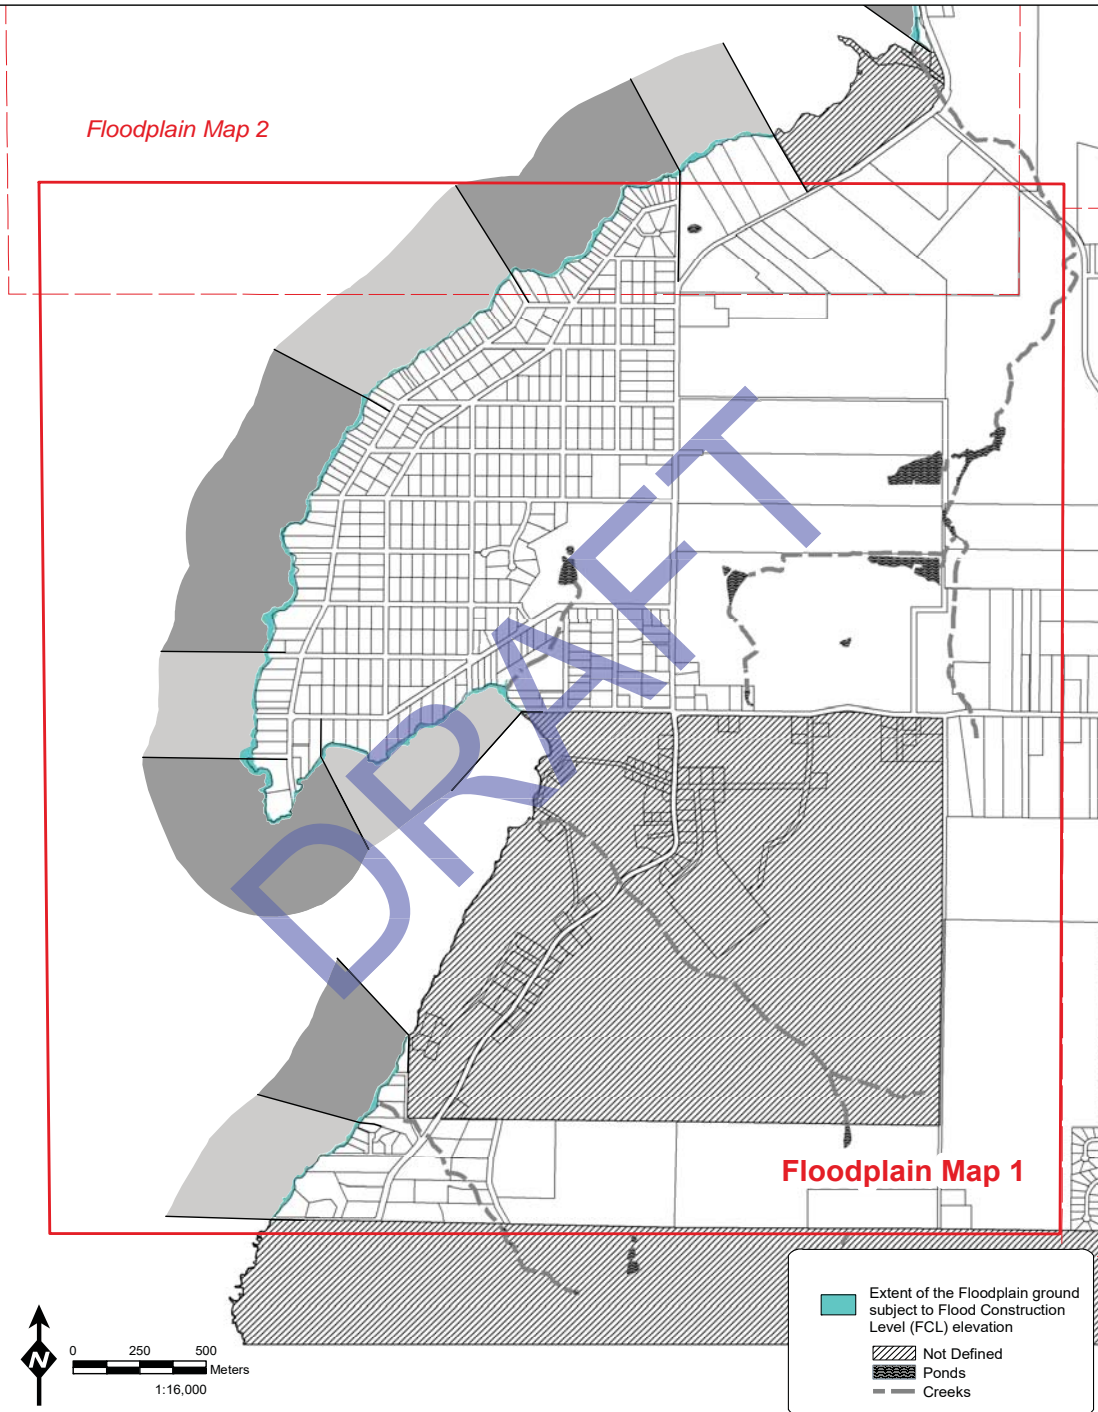 Floodplain Map 2
DRAFT
Floodplain Map 1
N
0 250 500
Meters
1:16,000
Extent of the Floodplain ground
subject to Flood Construction
Level (FCL) elevation
Not Defined
Ponds
Creeks